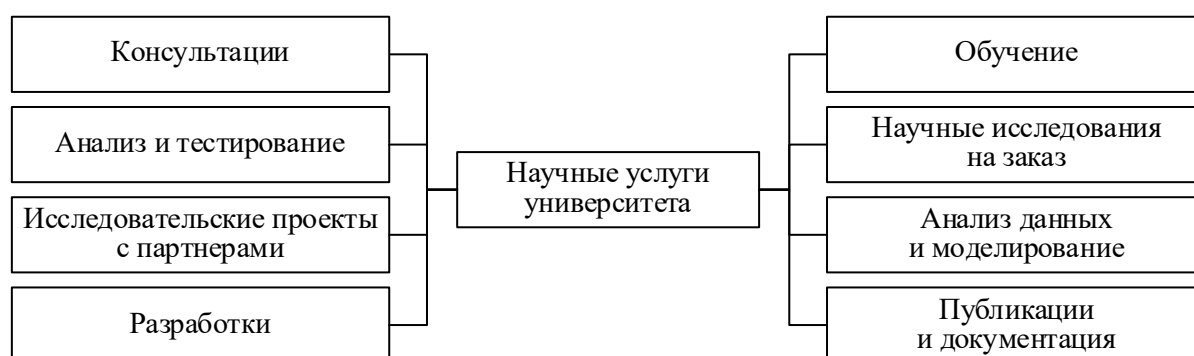 Консультации
Анализ и тестирование
Исследовательские проекты
с партнерами
Разработки
Научные услуги
университета
Обучение
Научные исследования
на заказ
Анализ данных
и моделирование
Публикации
и документация